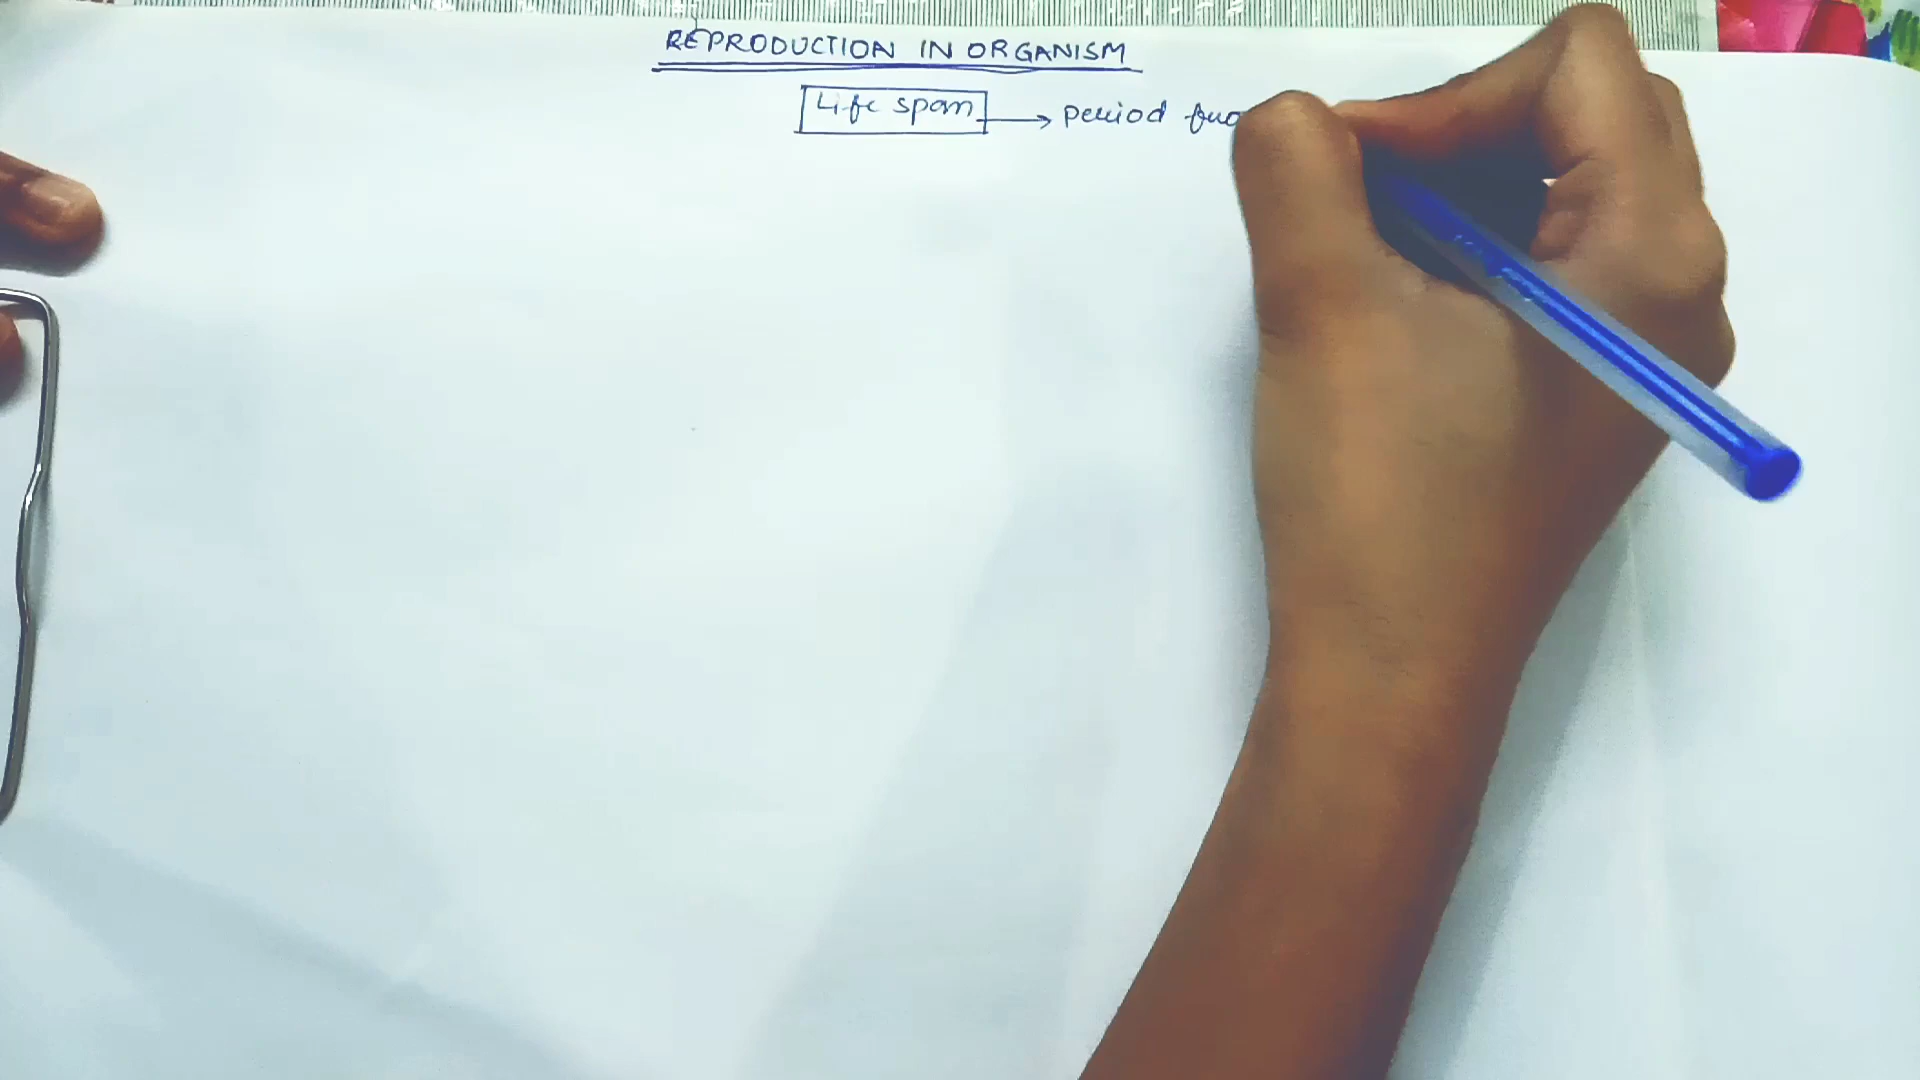 REPRODUCTION IN ORGANISM
Life span → period